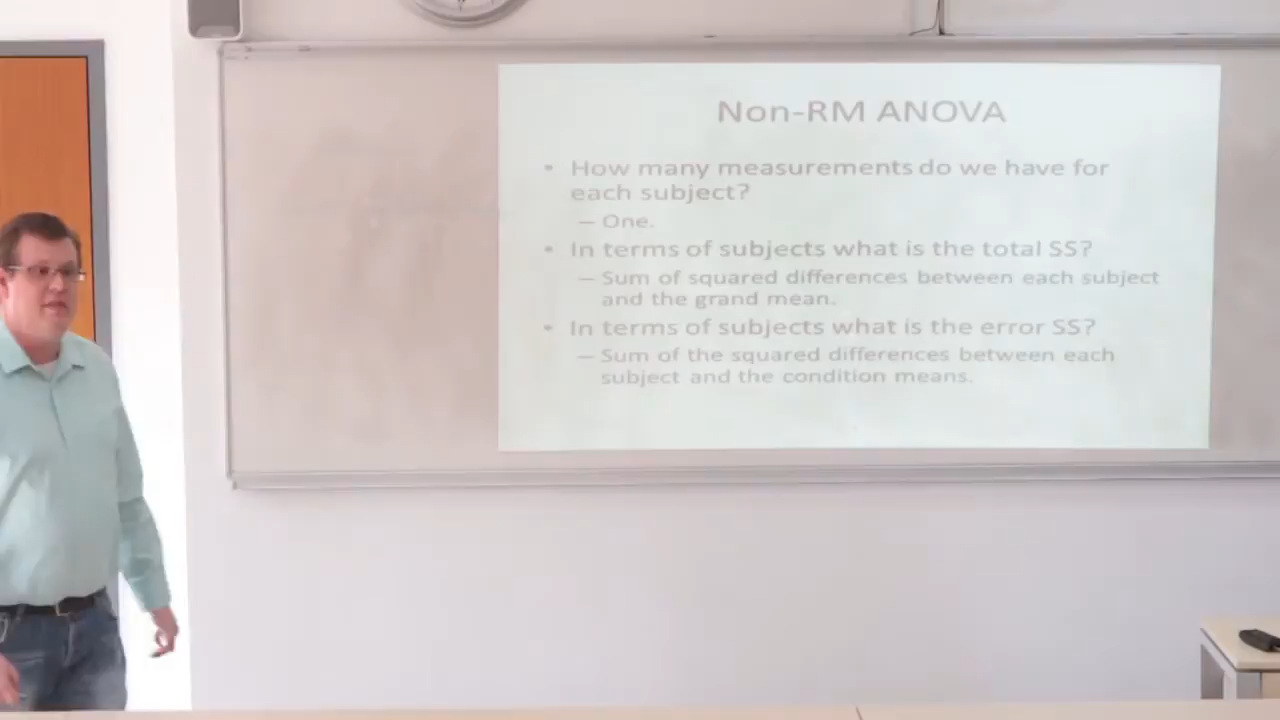 Non-RM ANOVA
• How many measurements do we have for
each subject?
– One.
• In terms of subjects what is the total SS?
– Sum of squared differences between each subject
and the grand mean.
• In terms of subjects what is the error SS?
– Sum of the squared differences between each
subject and the condition means.